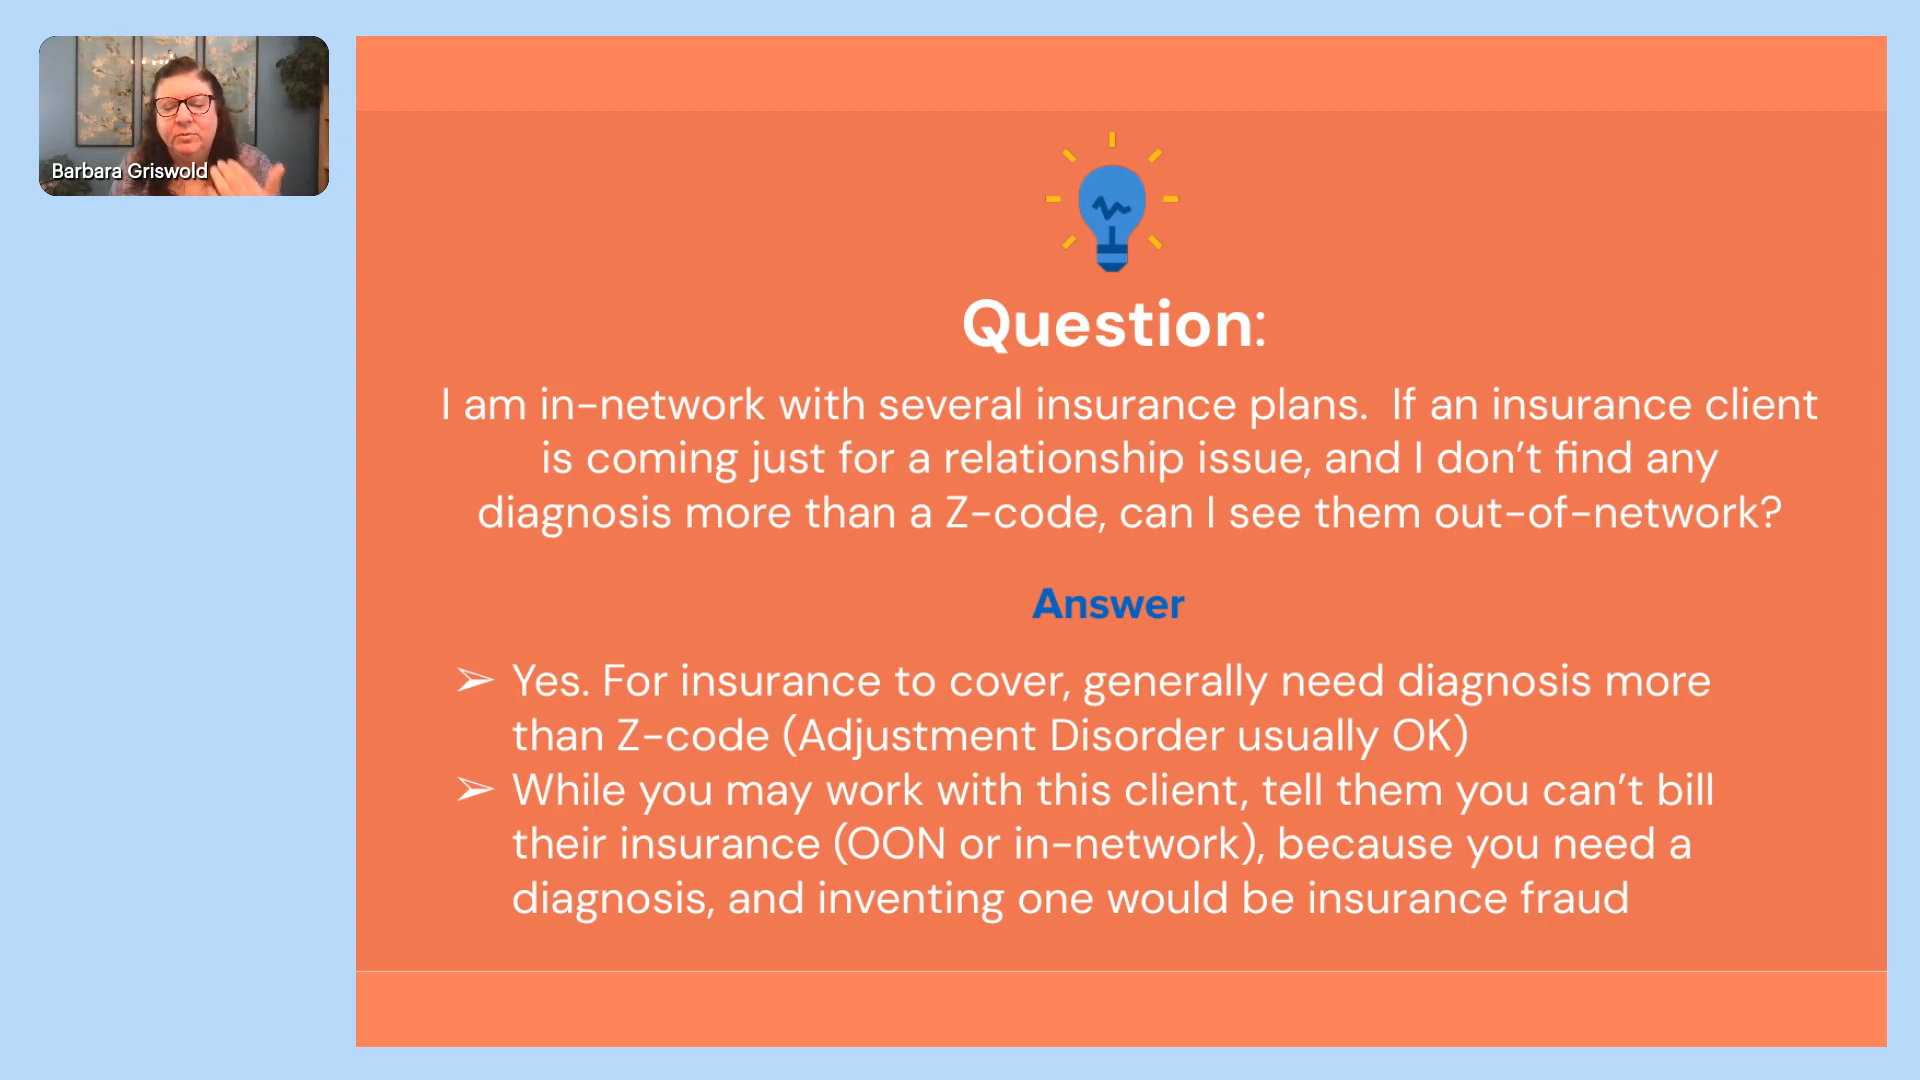 Barbara Griswold
Question:
I am in-network with several insurance plans.  If an insurance client
is coming just for a relationship issue, and I don’t find any
diagnosis more than a Z-code, can I see them out-of-network?
Answer
➢ Yes. For insurance to cover, generally need diagnosis more
than Z-code (Adjustment Disorder usually OK)
➢ While you may work with this client, tell them you can’t bill
their insurance (OON or in-network), because you need a
diagnosis, and inventing one would be insurance fraud